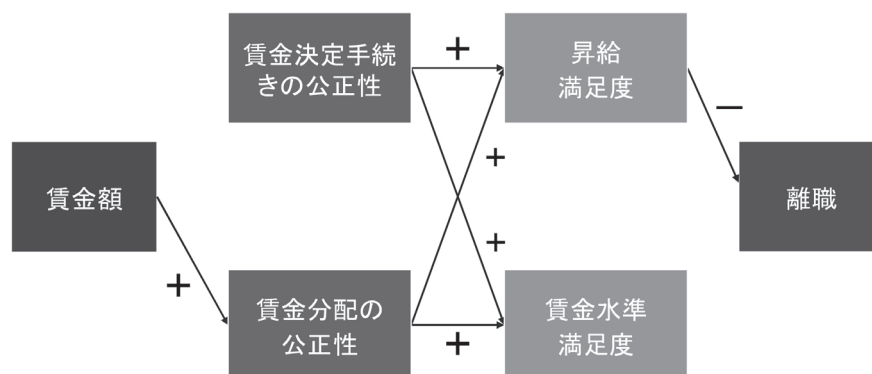 賃金決定手続
きの公正性
+
昇給
満足度
−
+
賃金額
離職
+
+
賃金分配の
公正性
+
賃金水準
満足度